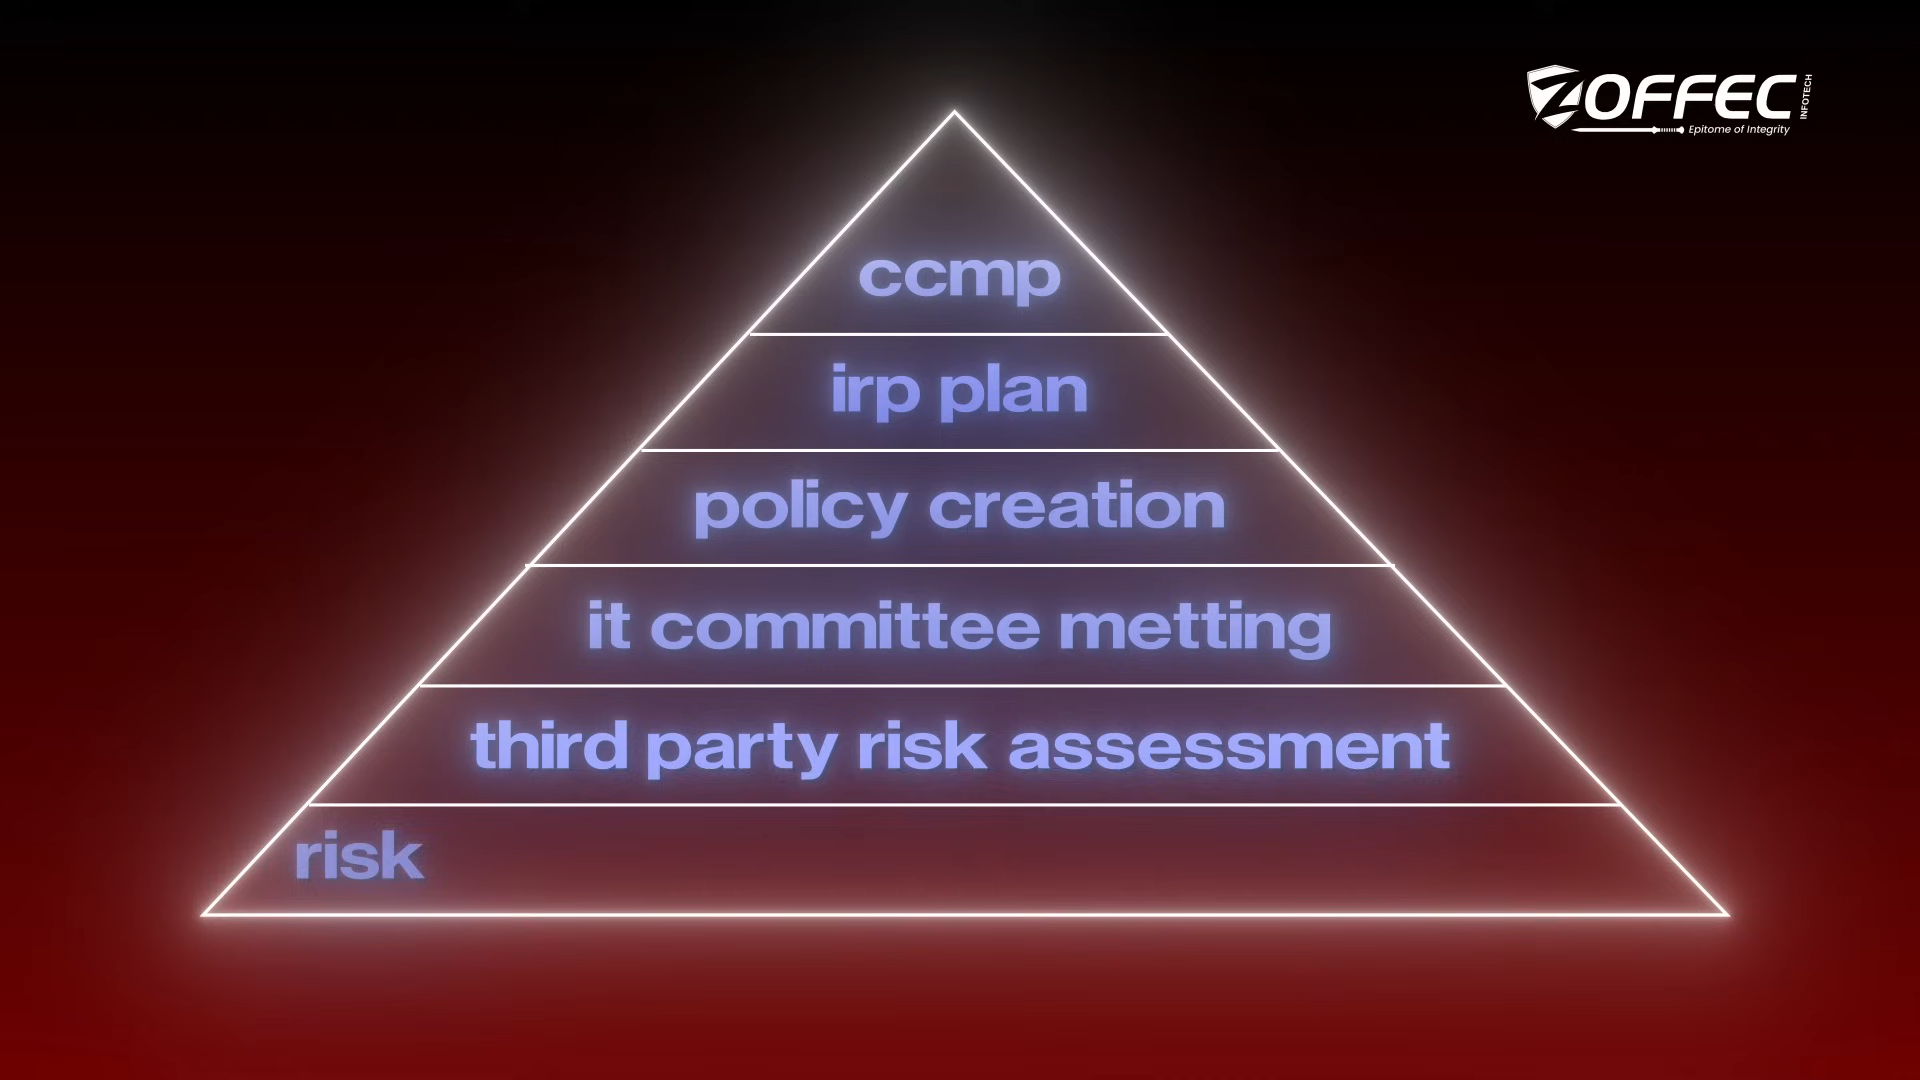 ZOFFEC
INFOTECH
Epitome of Integrity
ccmp
irp plan
policy creation
it committee metting
third party risk assessment
risk